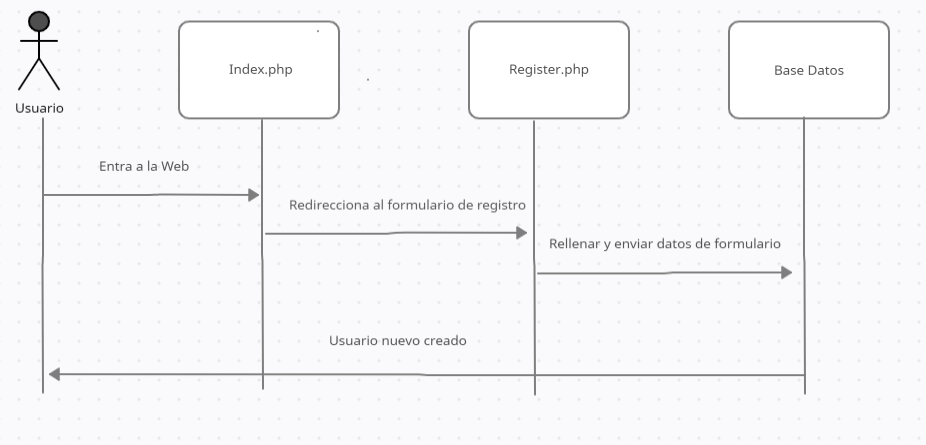 Usuario
Index.php
Register.php
Base Datos
Entra a la Web
Redirecciona al formulario de registro
Rellenar y enviar datos de formulario
Usuario nuevo creado